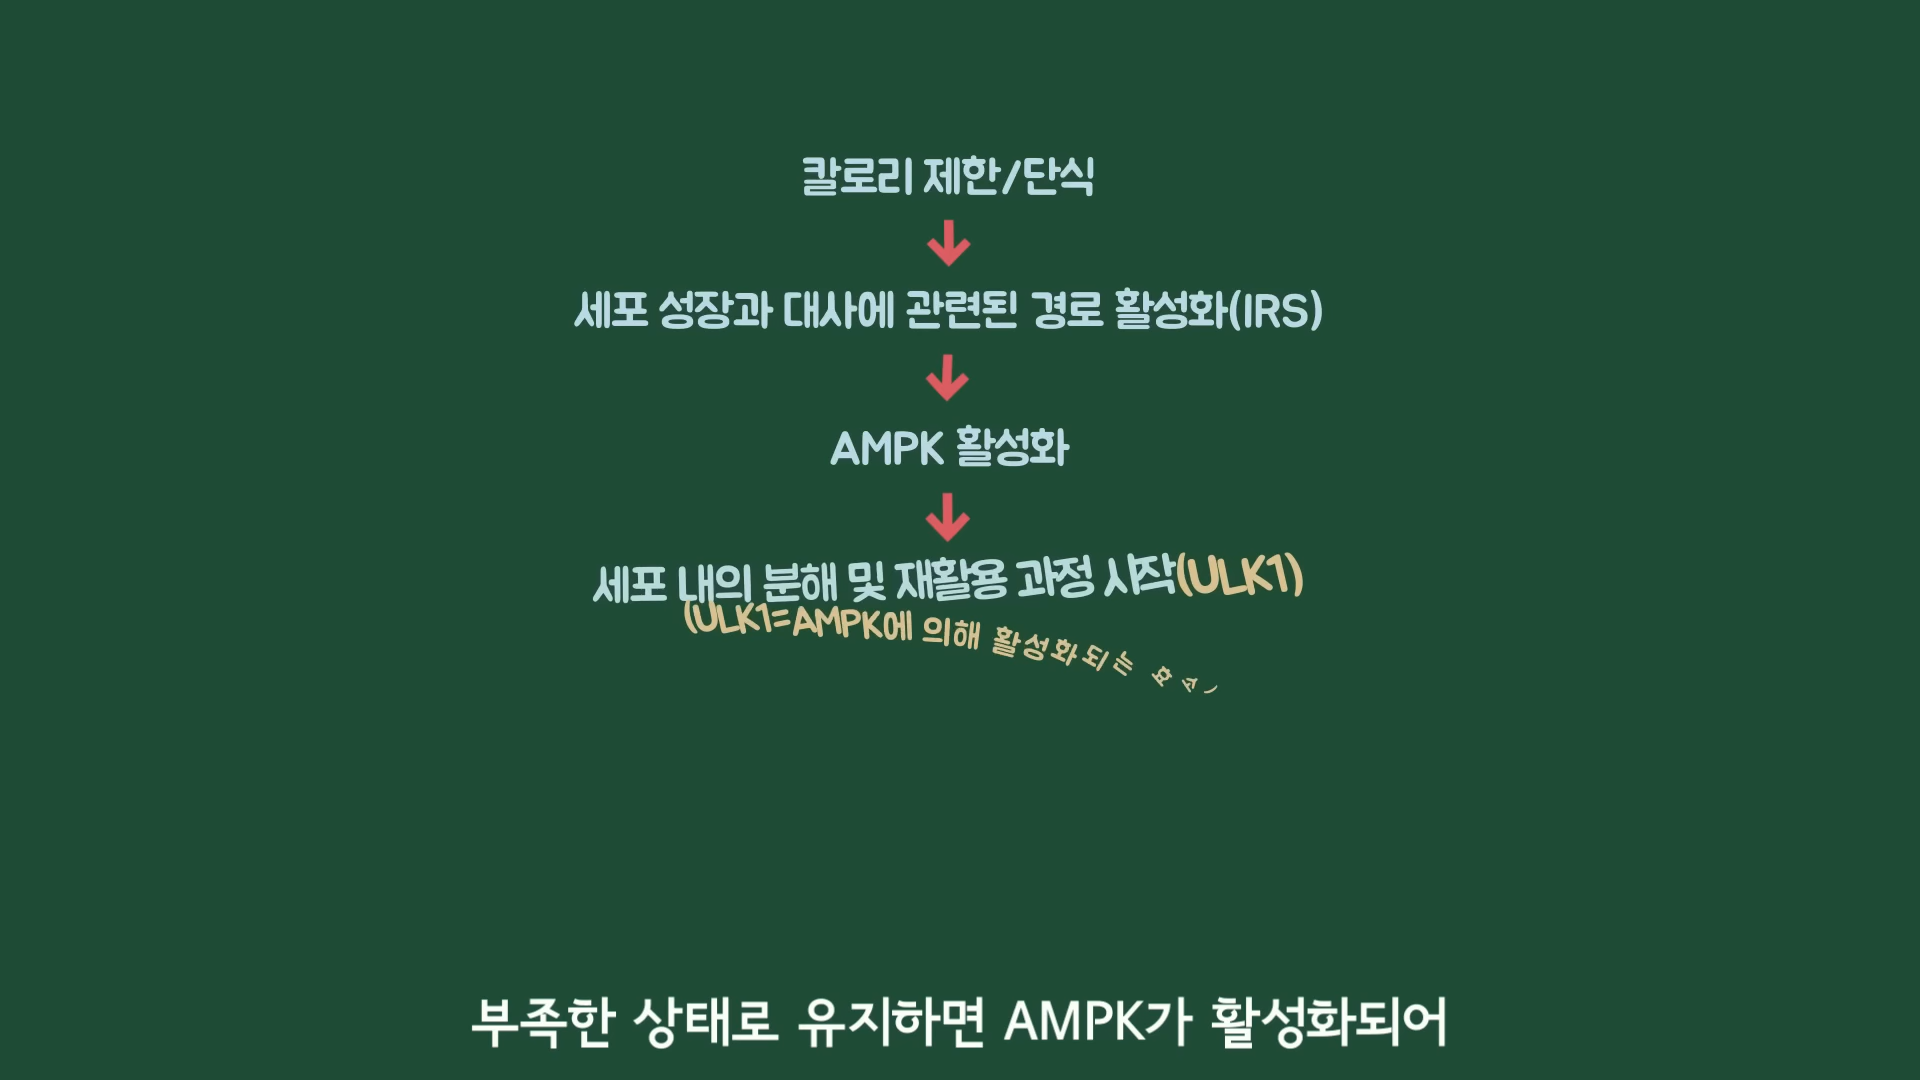 칼로리 제한/단식
세포 성장과 대사에 관련된 경로 활성화(IRS)
AMPK 활성화
세포 내의 분해 및 재활용 과정 시작(ULK1)
(ULK1=AMPK에 의해 활성화되는 효소)
부족한 상태로 유지하면 AMPK가 활성화되어